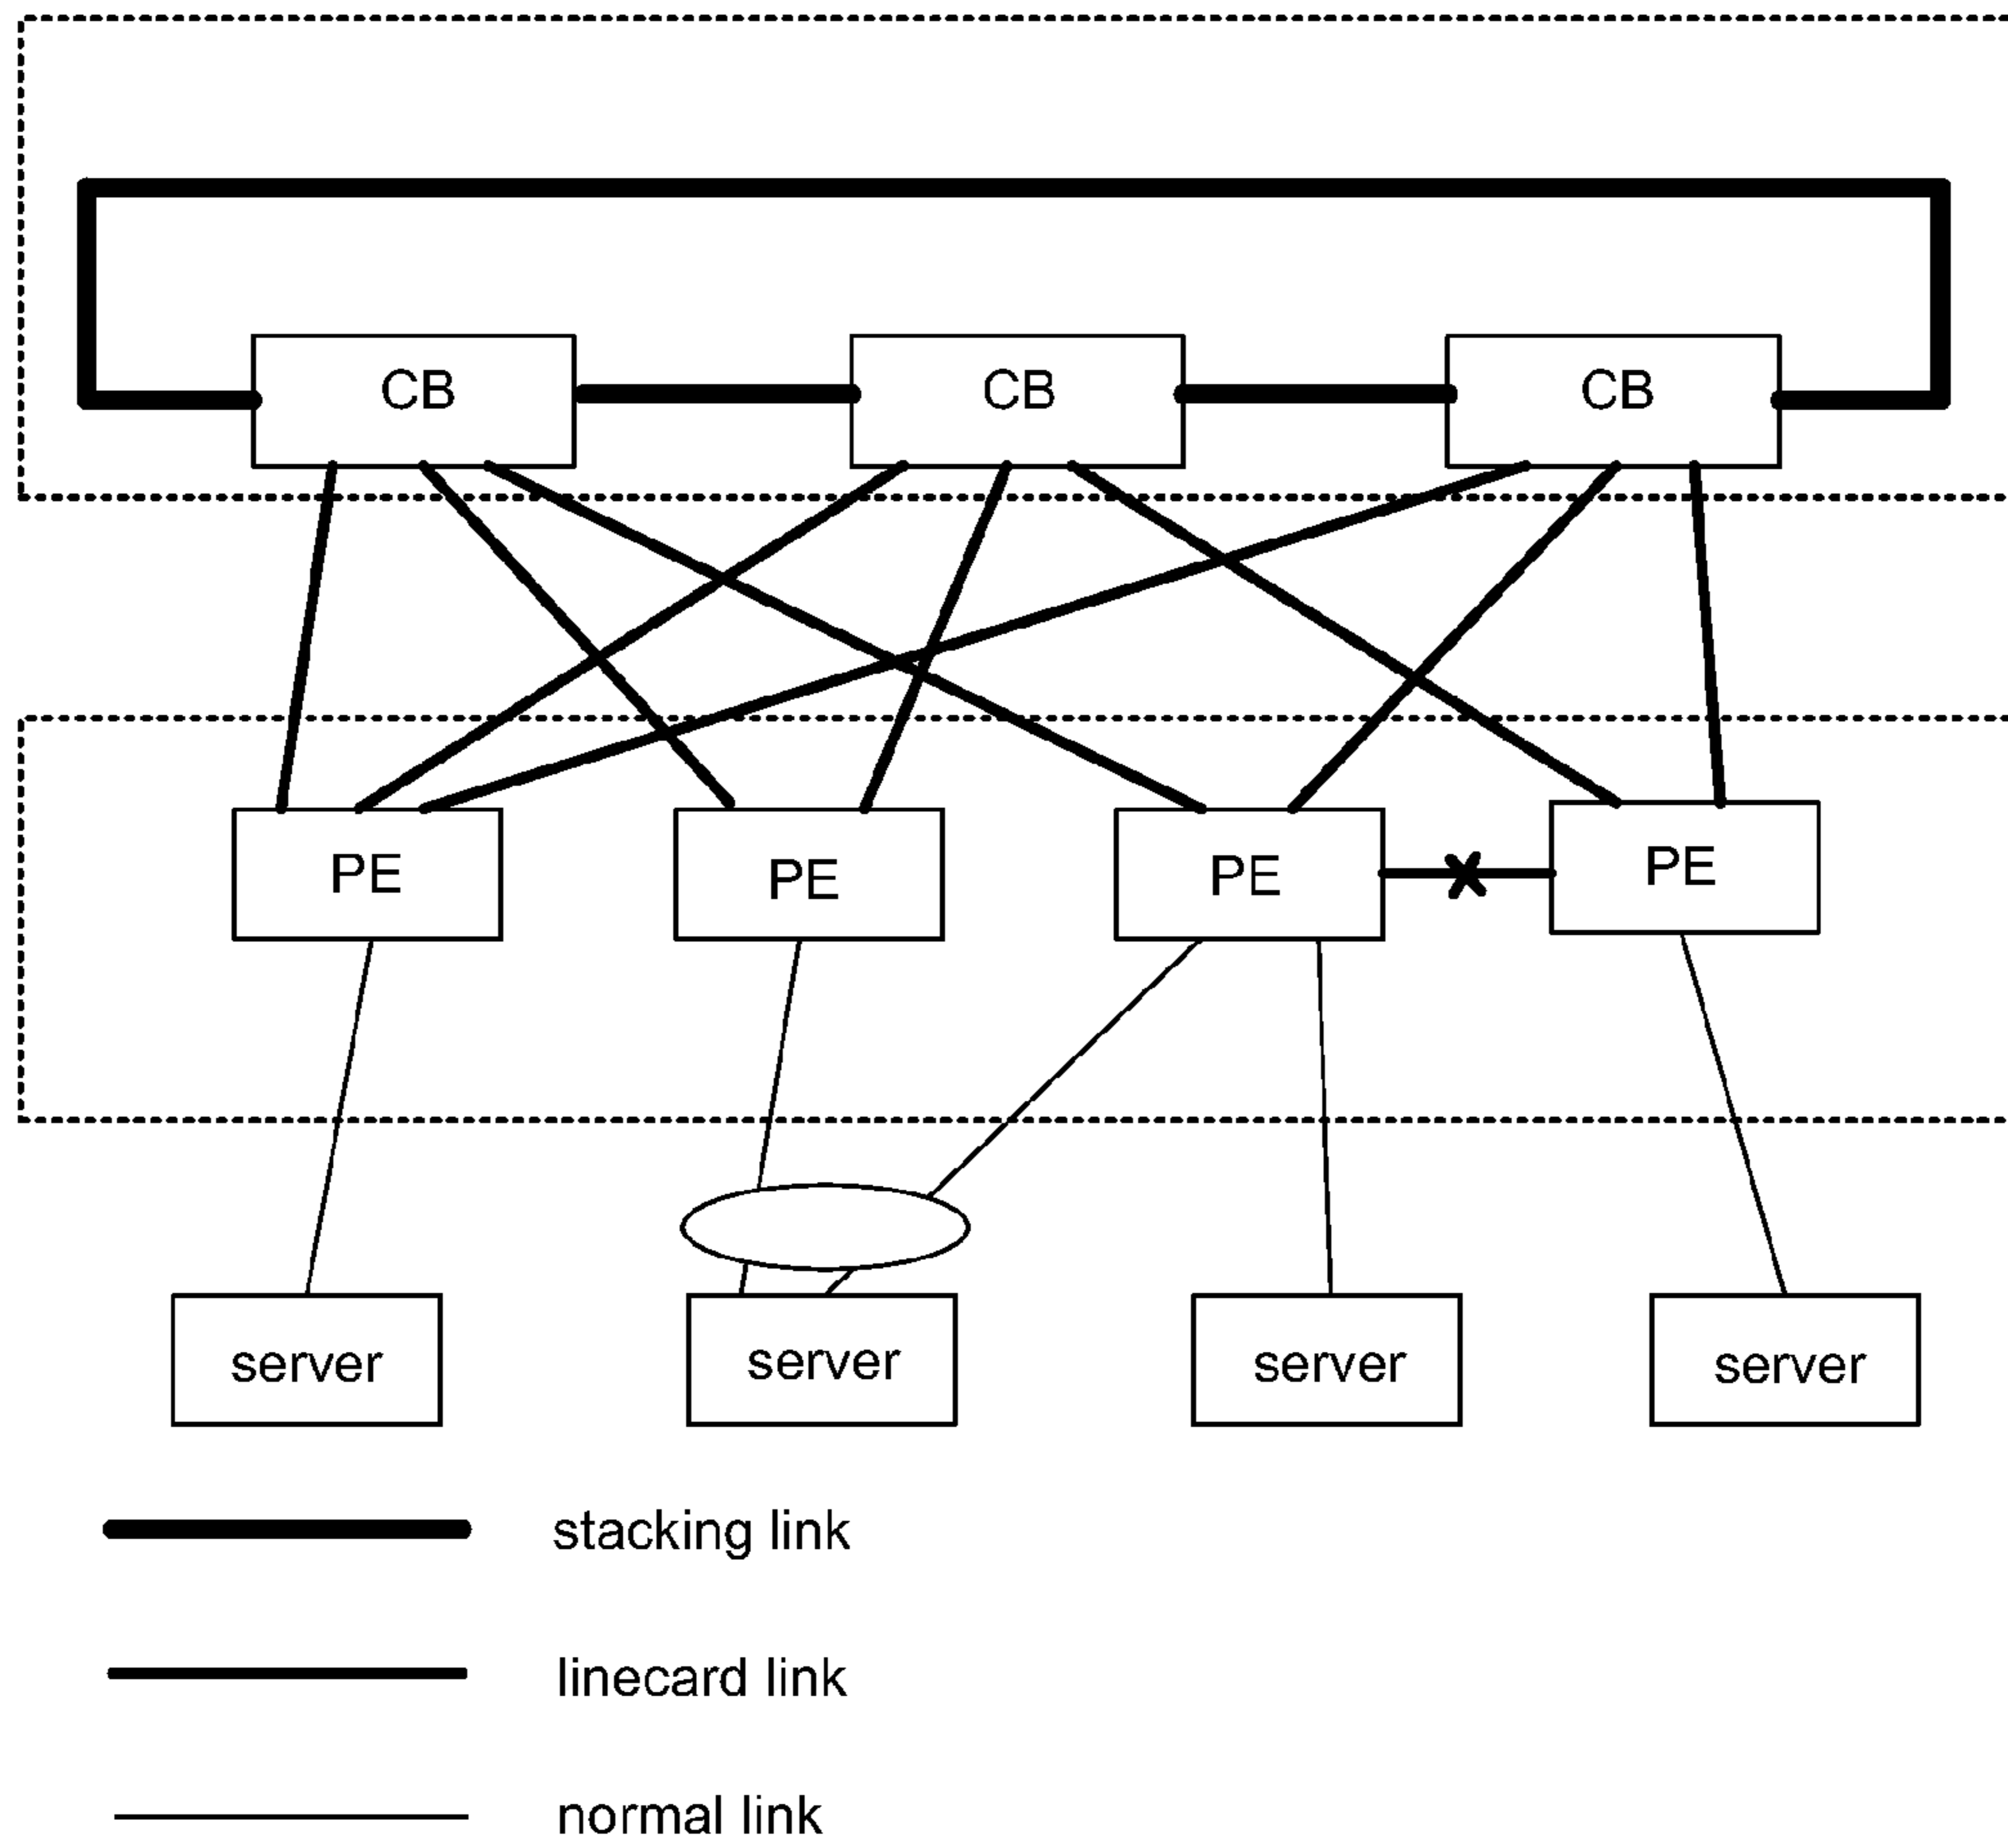 CB
CB
CB
PE
PE
PE
PE
server
server
server
server
stacking link
linecard link
normal link